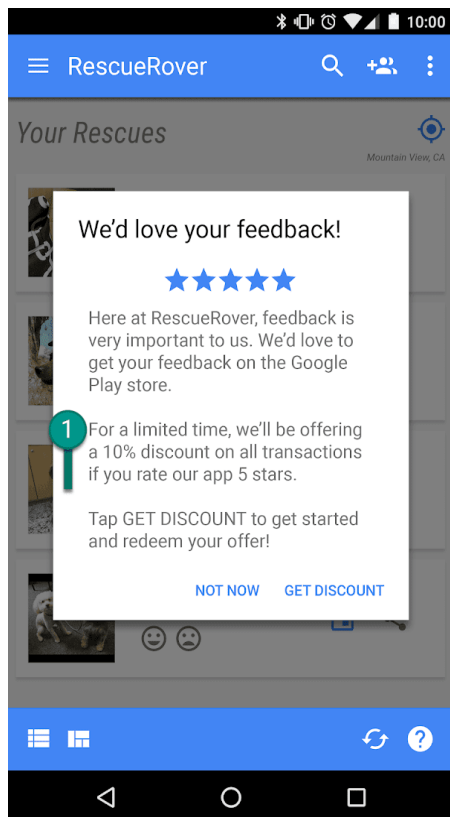 10:00
RescueRover
Your Rescues
Mountain View, CA
We'd love your feedback!
Here at RescueRover, feedback is
very important to us. We'd love to
get your feedback on the Google
Play store.
1
For a limited time, we'll be offering
a 10% discount on all transactions
if you rate our app 5 stars.
Tap GET DISCOUNT to get started
and redeem your offer!
NOT NOW GET DISCOUNT